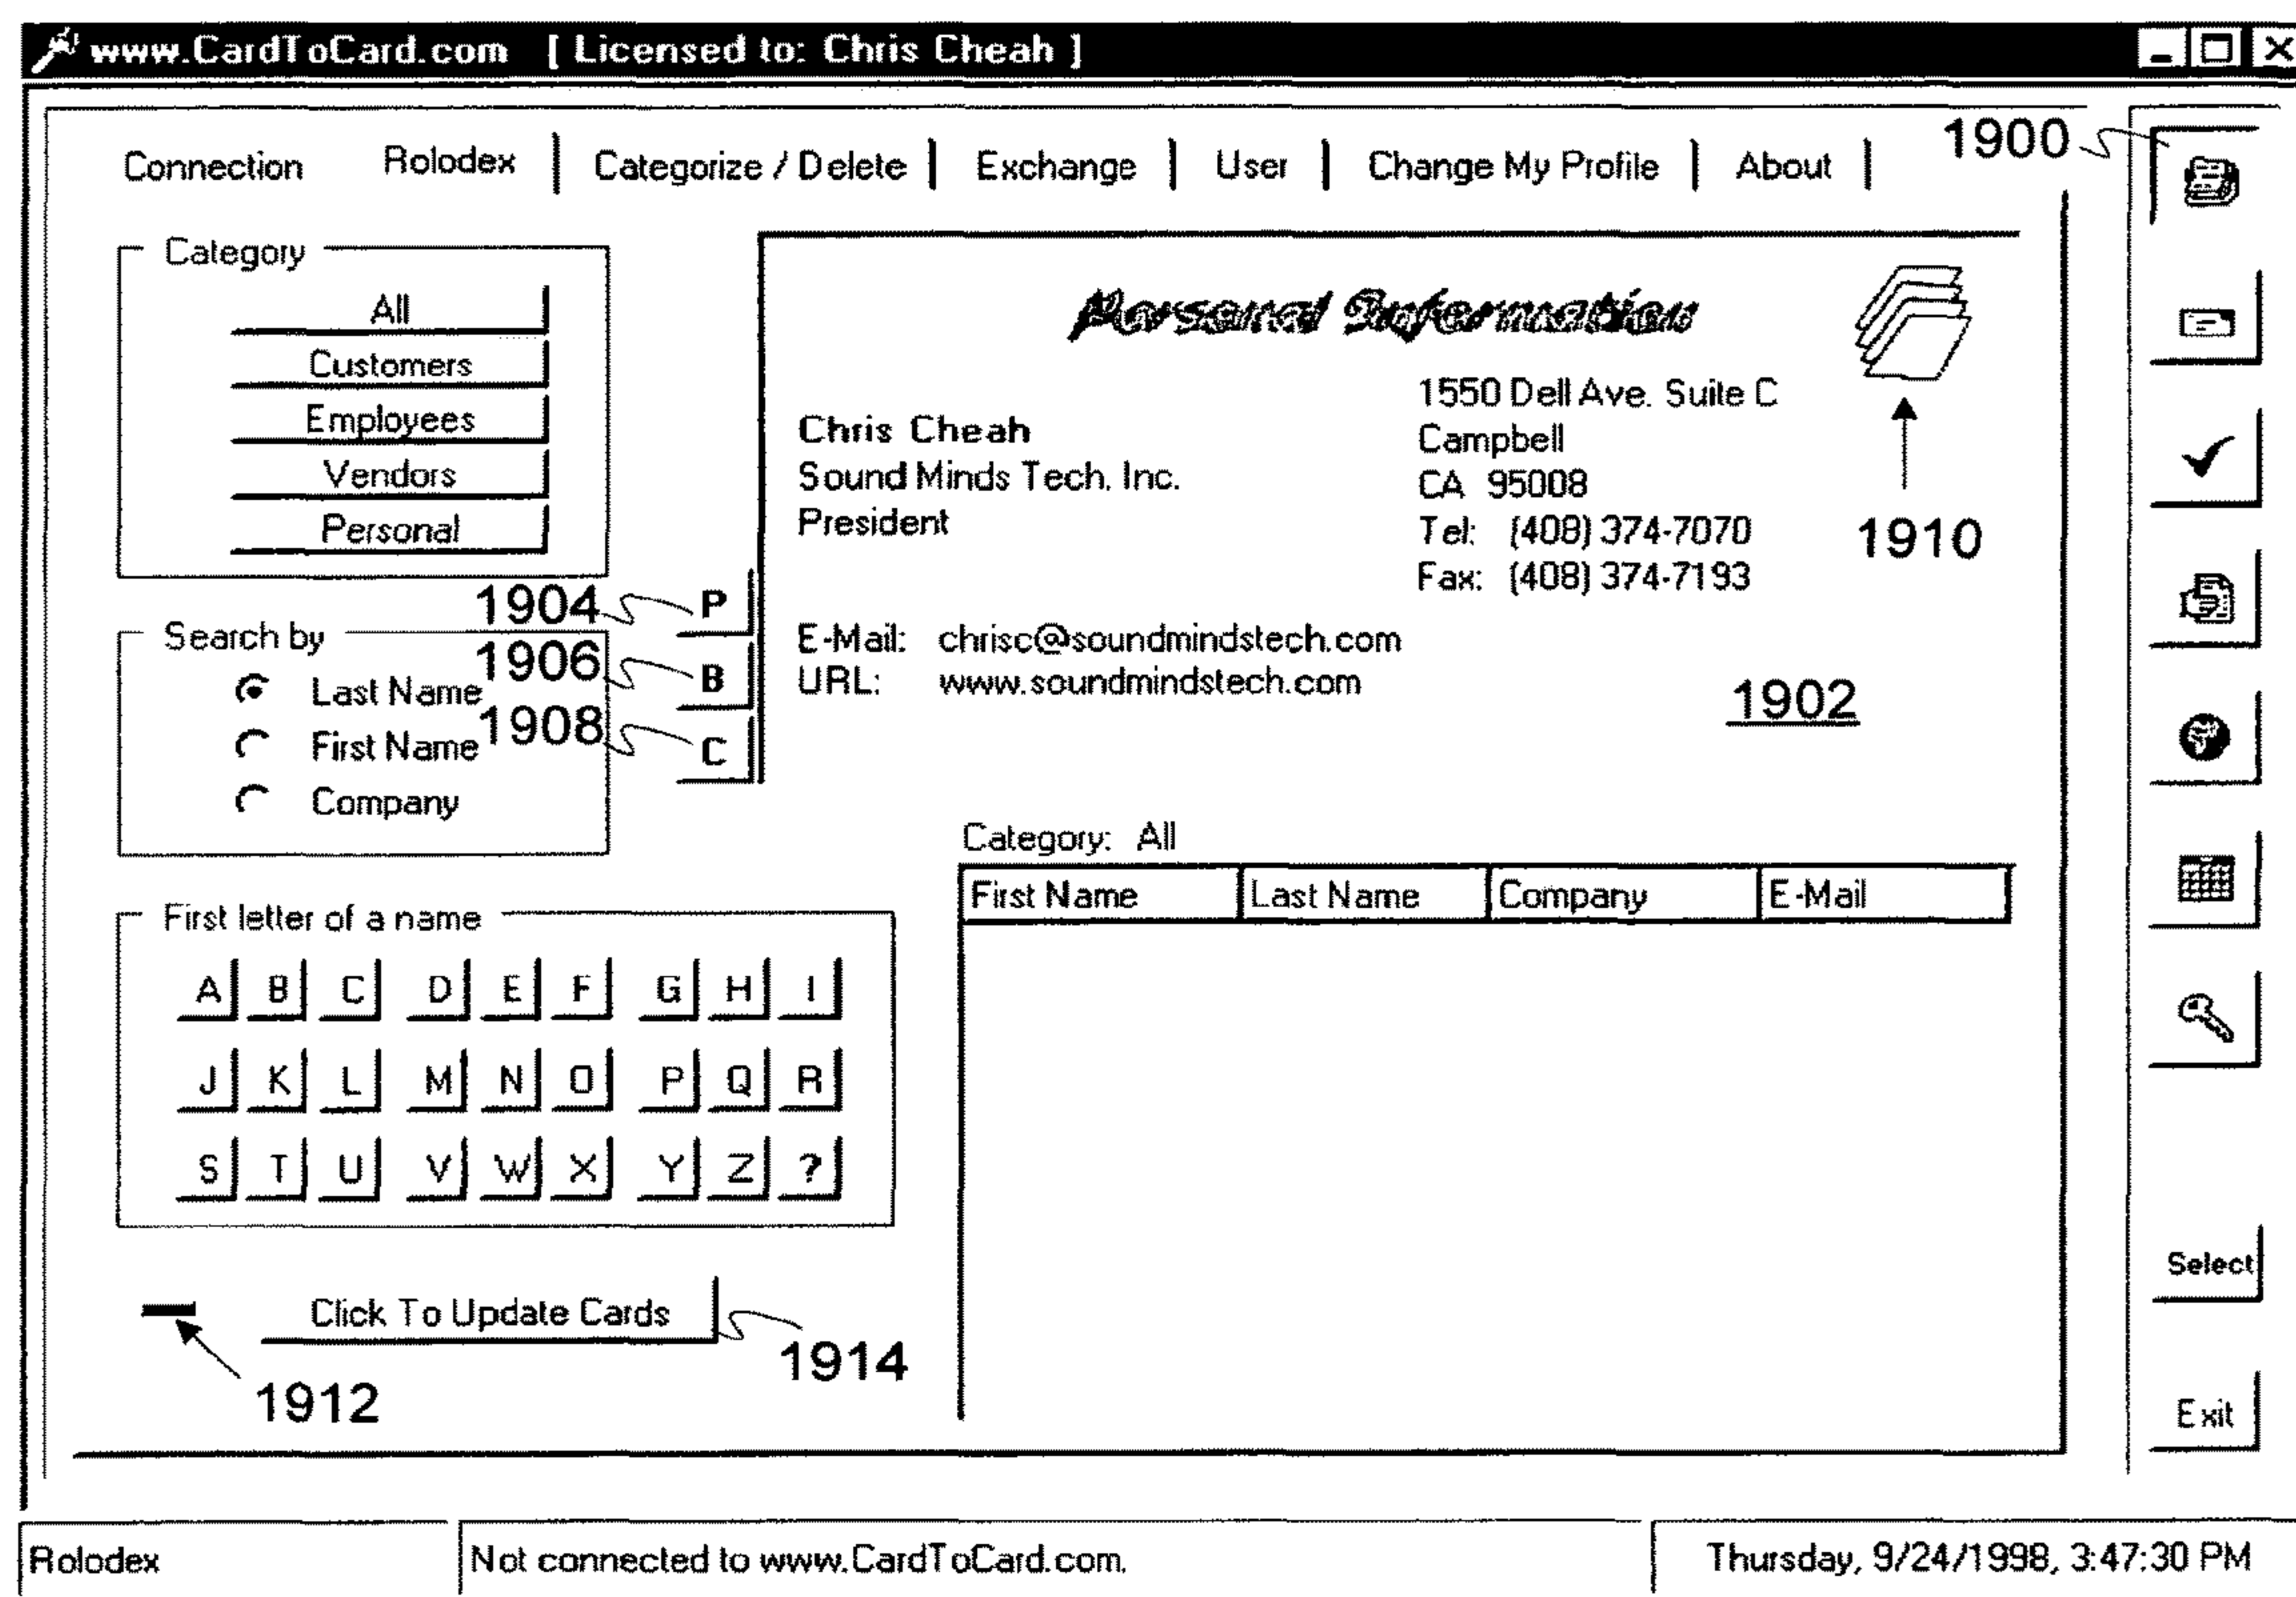 www.CardToCard.com [ Licensed to: Chris Cheah ]
Connection Rolodex Categorize / Delete Exchange User Change My Profile About
1900
Category
All
Customers
Employees
Vendors
Personal
Personal Information
Chris Cheah
Sound Minds Tech. Inc.
President
1550 Dell Ave. Suite C
Campbell
CA 95008
Tel: (408) 374-7070
Fax: (408) 374-7193
1910
E-Mail: chrisc@soundmindstech.com
URL: www.soundmindstech.com
1902
1904 P
1906 B
1908 C
Search by
Last Name
First Name
Company
Category: All
First Name Last Name Company E-Mail
First letter of a name
A B C D E F G H I
J K L M N O P Q R
S T U V W X Y Z ?
Click To Update Cards
1914
1912
Select
Exit
Rolodex Not connected to www.CardToCard.com. Thursday, 9/24/1998, 3:47:30 PM